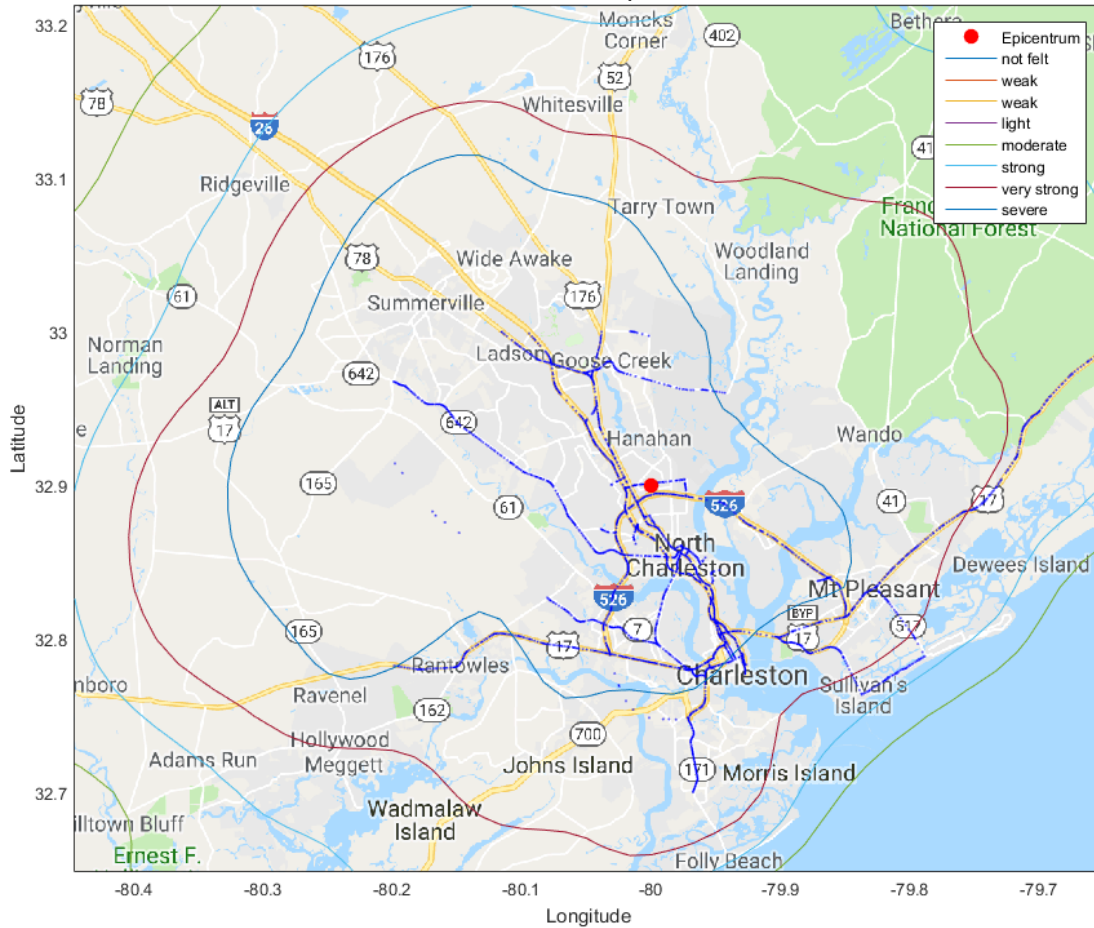 33.2
33.1
33
32.9
32.8
32.7
Latitude
-80.4
-80.3
-80.2
-80.1
-80
-79.9
-79.8
-79.7
Longitude
Epicentrum
not felt
weak
weak
light
moderate
strong
very strong
severe
Moncks
Corner
402
Bethera
176
52
78
26
Whitesville
41
Ridgeville
Tarry Town
National Forest
Woodland
Landing
78
Wide Awake
61
Summerville
176
Norman
Landing
Ladson
Goose Creek
642
ALT
17
642
Hanahan
Wando
165
61
526
41
17
North
Charleston
Dewees Island
Mt Pleasant
526
BYP
17
517
165
7
17
Rantowles
Charleston
Sullivan's
Island
Ravenel
162
700
Hollywood
Meggett
Adams Run
Johns Island
171
Morris Island
Wadmalaw
Island
Ernest F.
Folly Beach